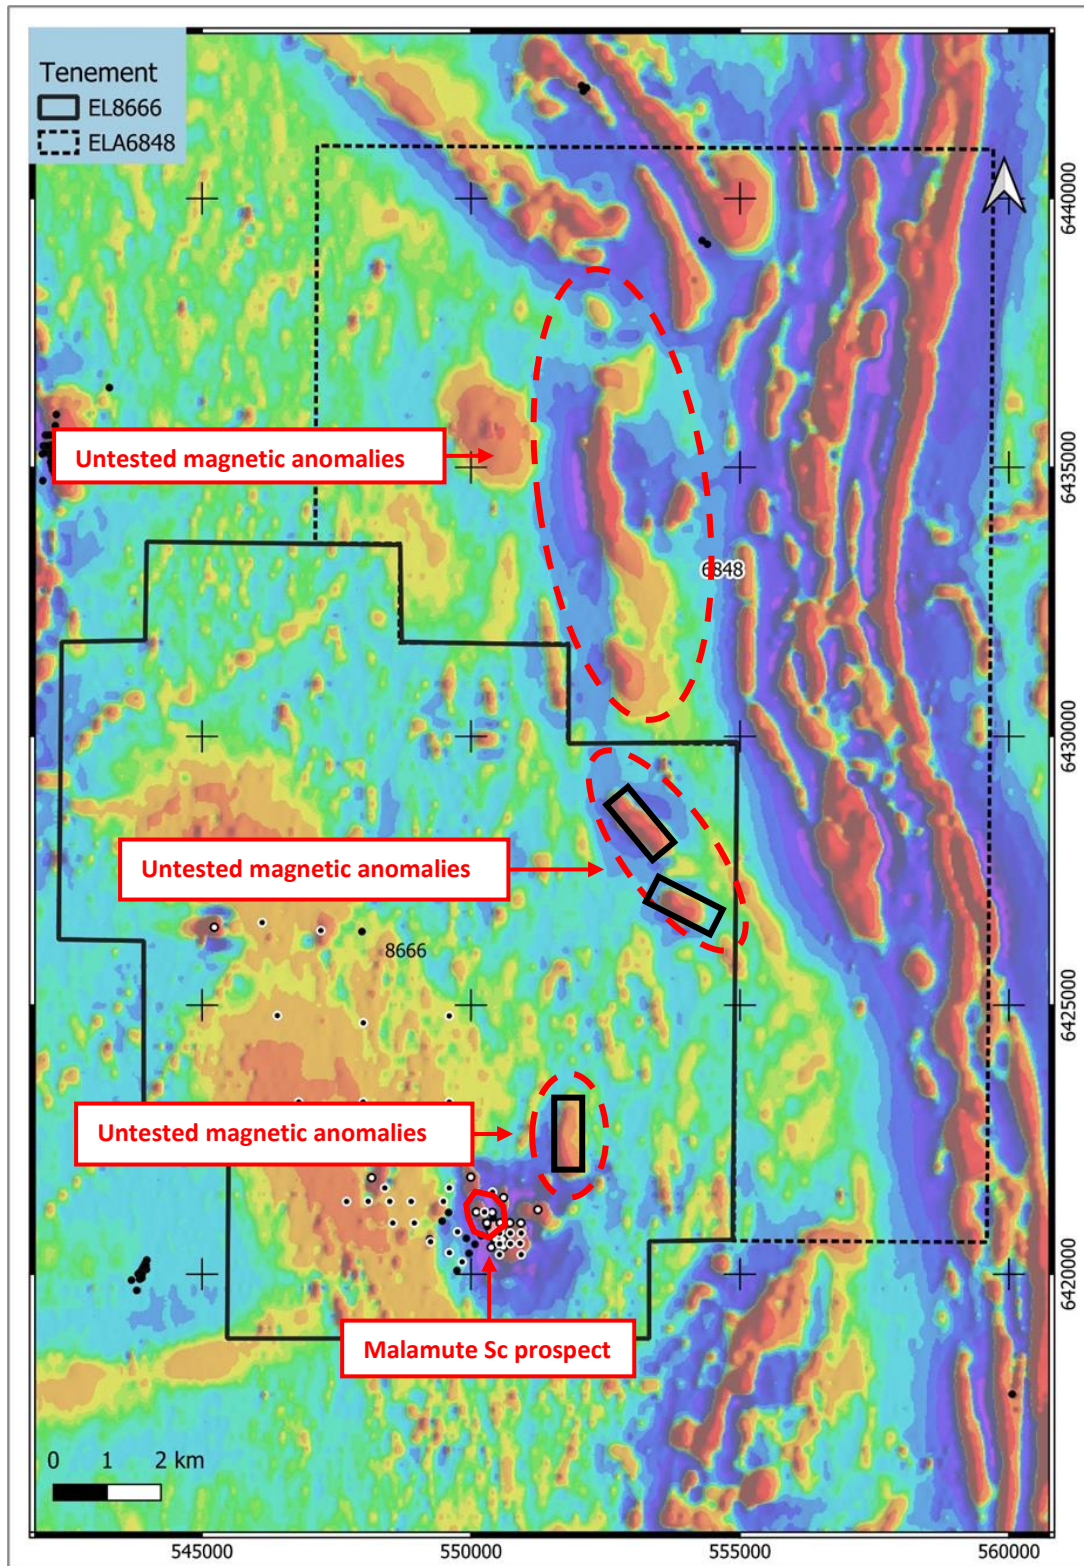 Tenement
EL8666
ELA6848
6440000
Untested magnetic anomalies
6435000
6848
6430000
Untested magnetic anomalies
8666
6425000
Untested magnetic anomalies
6420000
Malamute Sc prospect
0 1 2 km
545000 550000 555000 560000